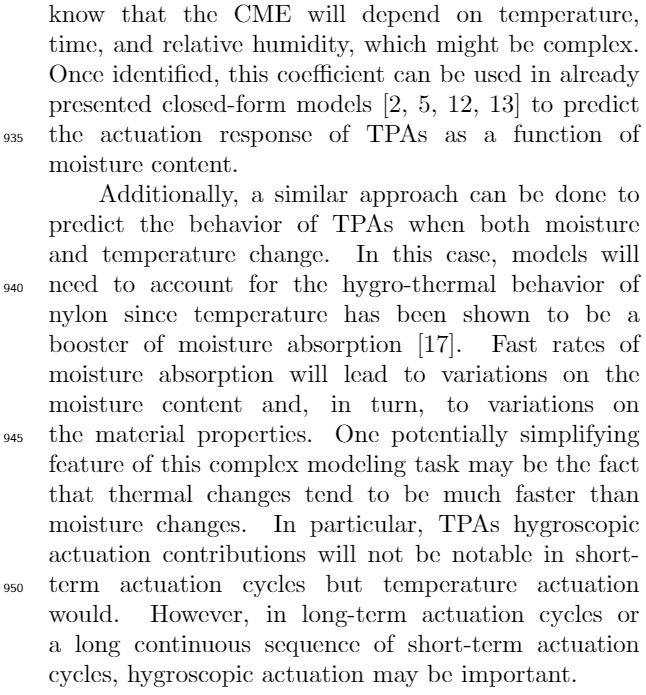 know that the CME will depend on temperature,
time, and relative humidity, which might be complex.
Once identified, this coefficient can be used in already
presented closed-form models [2, 5, 12, 13] to predict
935 the actuation response of TPAs as a function of
moisture content.
Additionally, a similar approach can be done to
predict the behavior of TPAs when both moisture
and temperature change. In this case, models will
940 need to account for the hygro-thermal behavior of
nylon since temperature has been shown to be a
booster of moisture absorption [17]. Fast rates of
moisture absorption will lead to variations on the
moisture content and, in turn, to variations on
945 the material properties. One potentially simplifying
feature of this complex modeling task may be the fact
that thermal changes tend to be much faster than
moisture changes. In particular, TPAs hygroscopic
actuation contributions will not be notable in short-
950 term actuation cycles but temperature actuation
would. However, in long-term actuation cycles or
a long continuous sequence of short-term actuation
cycles, hygroscopic actuation may be important.